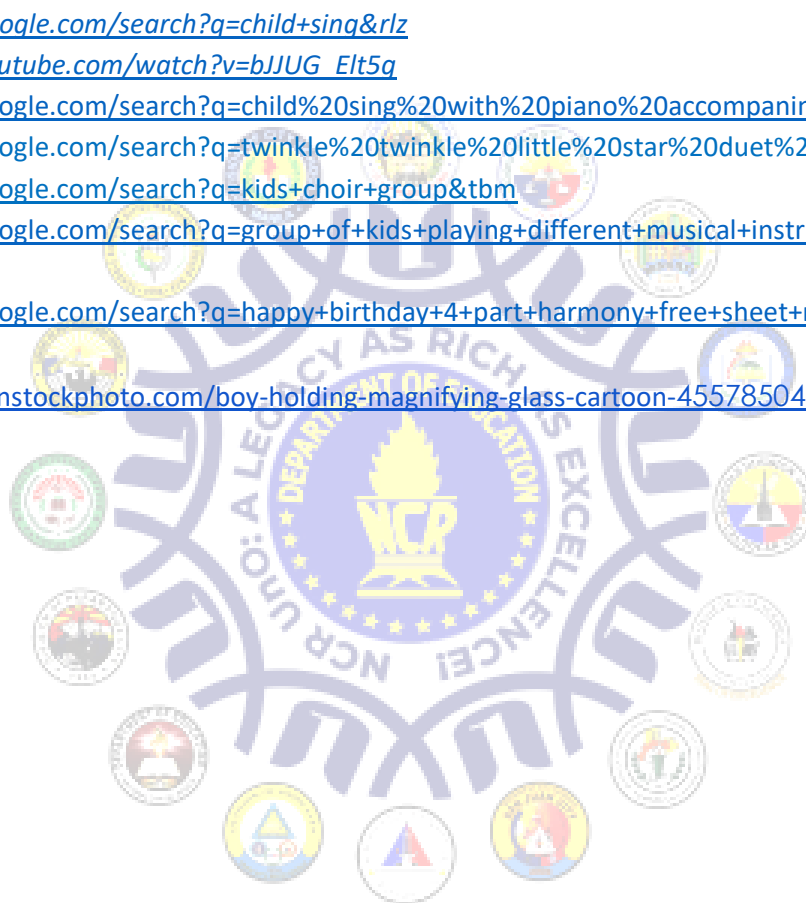 oogle.com/search?q=child+sing&rlz
utube.com/watch?v=bJJUG_Elt5g
ogle.com/search?q=child%20sing%20with%20piano%20accompanin
ogle.com/search?q=twinkle%20twinkle%20little%20star%20duet%2
ogle.com/search?q=kids+choir+group&tbm
ogle.com/search?q=group+of+kids+playing+different+musical+instr
ogle.com/search?q=happy+birthday+4+part+harmony+free+sheet+r
nstockphoto.com/boy-holding-magnifying-glass-cartoon-45578504
NCR UNO: A LEGACY AS RICH, AS EXCELLENCE!
DEPARTMENT OF EDUCATION
NCR